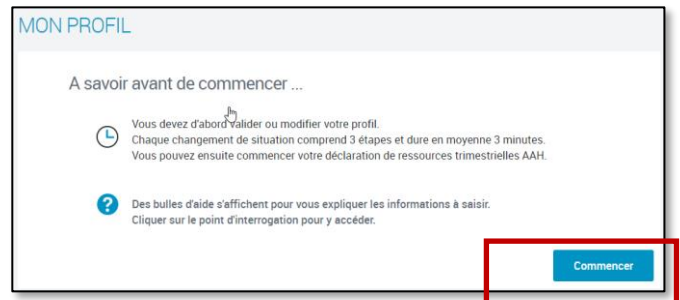 MON PROFIL
A savoir avant de commencer ...
Vous devez d'abord valider ou modifier votre profil.
Chaque changement de situation comprend 3 étapes et dure en moyenne 3 minutes.
Vous pouvez ensuite commencer votre déclaration de ressources trimestrielles AAH.
?
Des bulles d'aide s'affichent pour vous expliquer les informations à saisir.
Cliquer sur le point d'interrogation pour y accéder.
Commencer